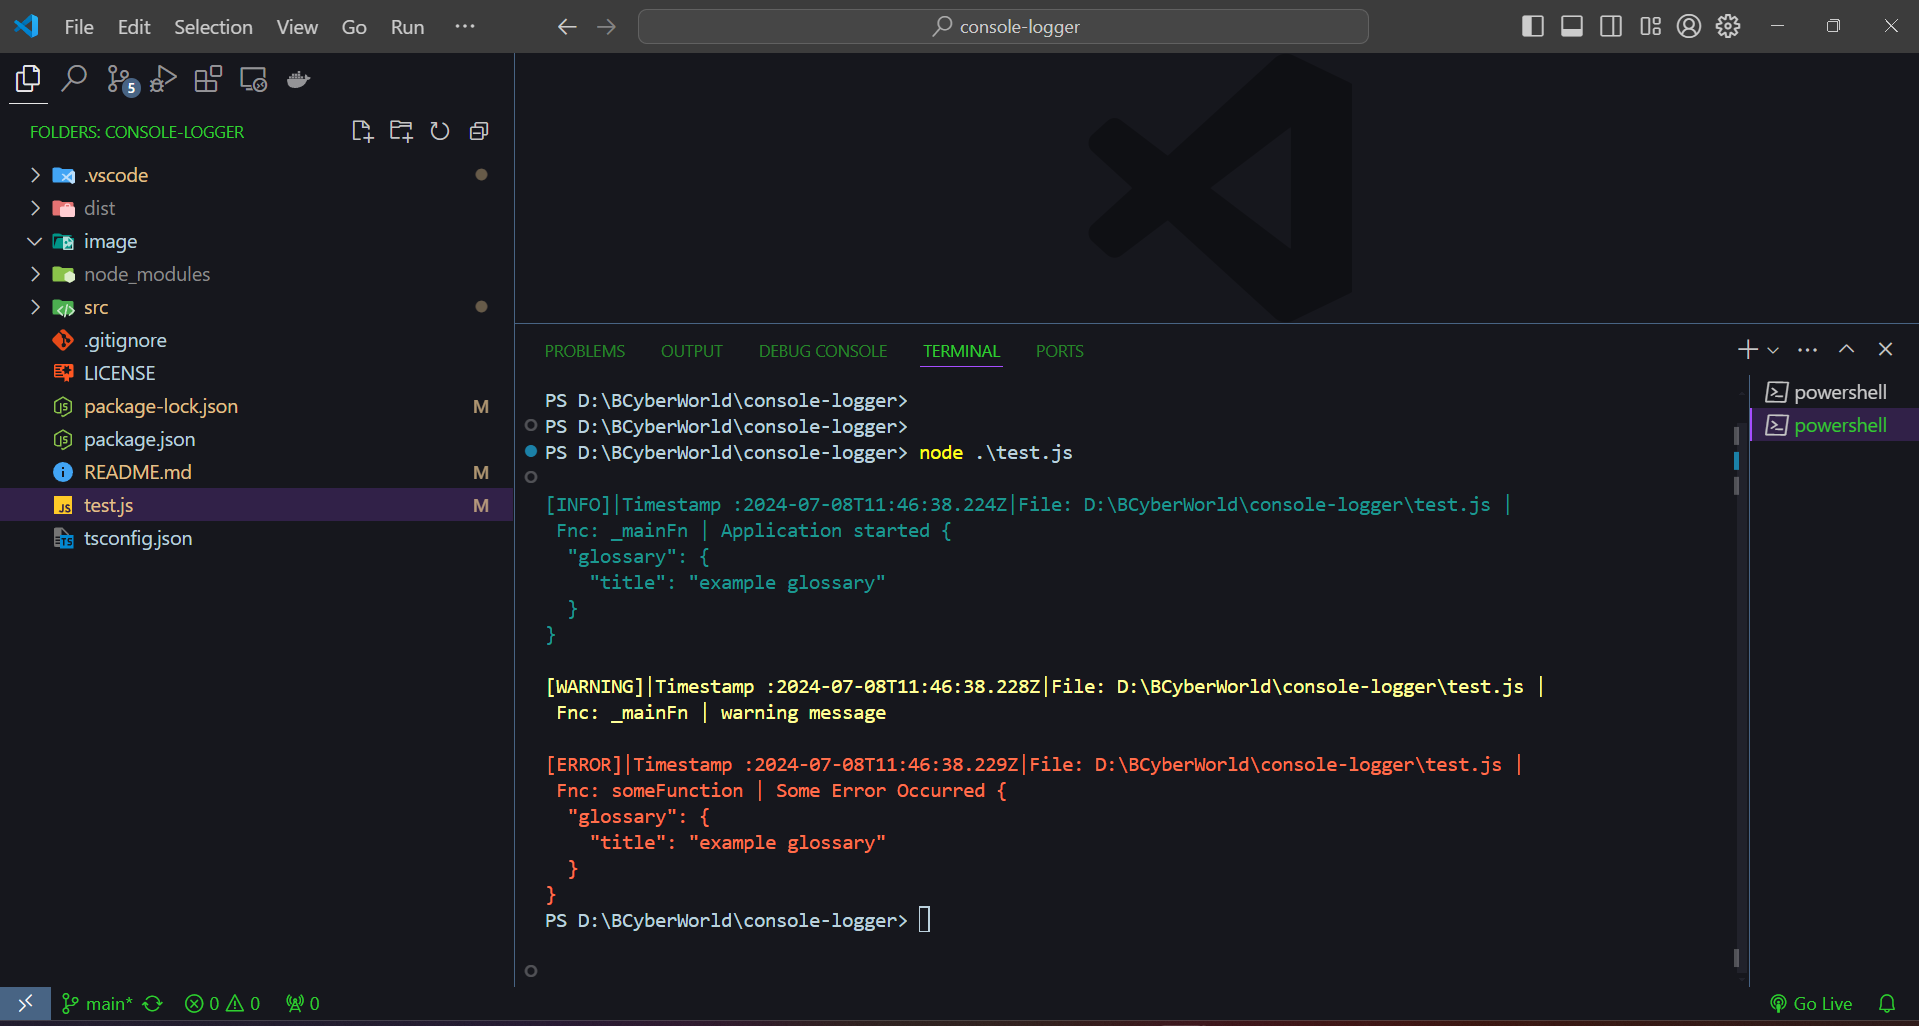 File Edit Selection View Go Run ··· console-logger
5
FOLDERS: CONSOLE-LOGGER
.vscode
dist
image
node_modules
src
.gitignore
LICENSE
package-lock.json M
package.json
README.md M
test.js M
tsconfig.json
PROBLEMS OUTPUT DEBUG CONSOLE TERMINAL PORTS
PS D:\BCyberWorld\console-logger>
PS D:\BCyberWorld\console-logger>
PS D:\BCyberWorld\console-logger> node .\test.js
[INFO]|Timestamp :2024-07-08T11:46:38.224Z|File: D:\BCyberWorld\console-logger\test.js |
Fnc: _mainFn | Application started {
"glossary": {
"title": "example glossary"
}
}
[WARNING]|Timestamp :2024-07-08T11:46:38.228Z|File: D:\BCyberWorld\console-logger\test.js |
Fnc: _mainFn | warning message
[ERROR]|Timestamp :2024-07-08T11:46:38.229Z|File: D:\BCyberWorld\console-logger\test.js |
Fnc: someFunction | Some Error Occurred {
"glossary": {
"title": "example glossary"
}
}
PS D:\BCyberWorld\console-logger>
powershell
powershell
main* 0 0 0 Go Live